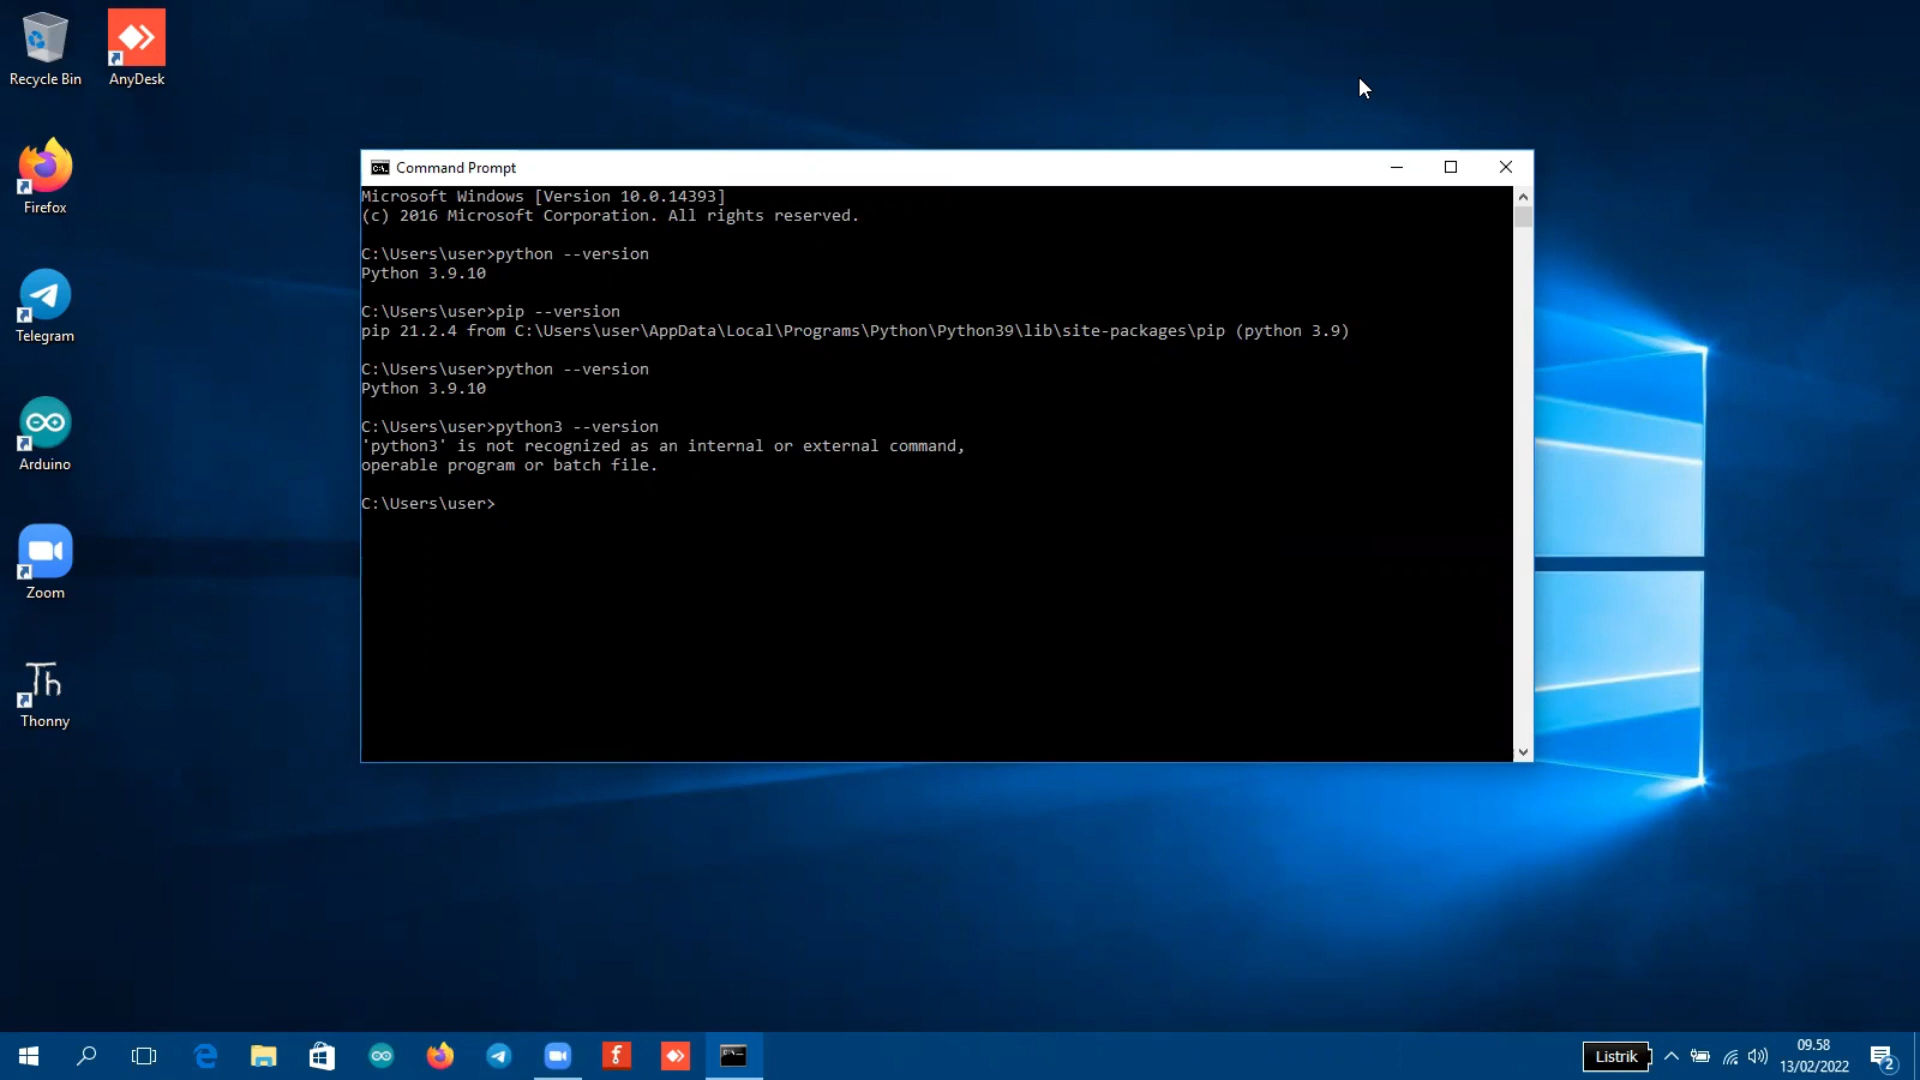 Recycle Bin
AnyDesk
Firefox
Telegram
Arduino
Zoom
Th
Thonny
C:\.
Command Prompt
Microsoft Windows [Version 10.0.14393]
(c) 2016 Microsoft Corporation. All rights reserved.
C:\Users\user>python --version
Python 3.9.10
C:\Users\user>pip --version
pip 21.2.4 from C:\Users\user\AppData\Local\Programs\Python\Python39\lib\site-packages\pip (python 3.9)
C:\Users\user>python --version
Python 3.9.10
C:\Users\user>python3 --version
'python3' is not recognized as an internal or external command,
operable program or batch file.
C:\Users\user>
Listrik
09.58
13/02/2022
2